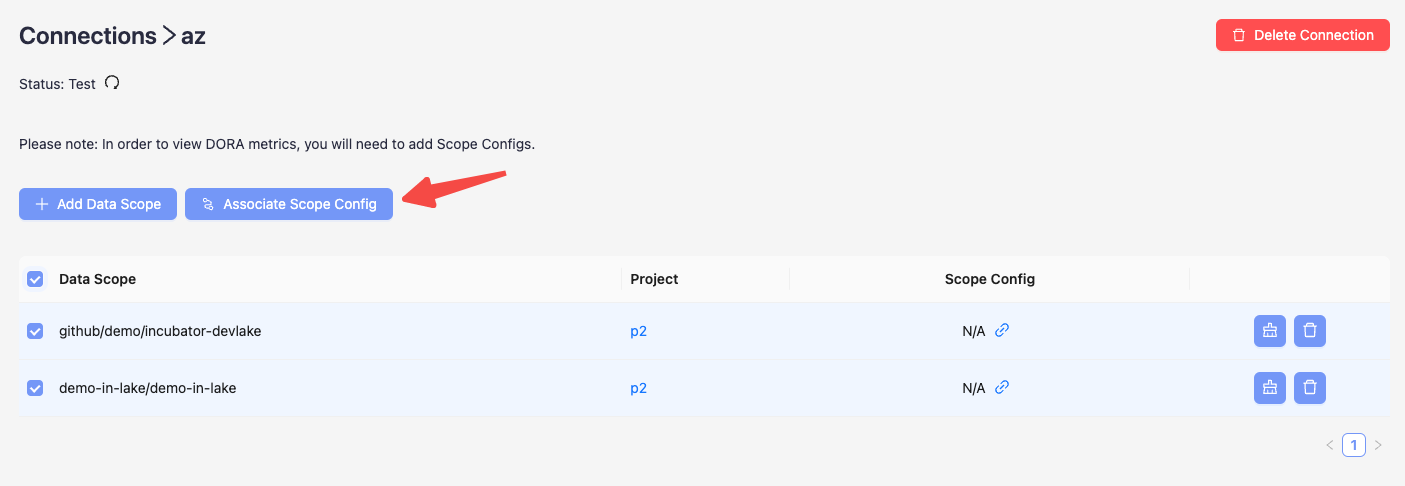 Connections > az
Delete Connection
Status: Test
Please note: In order to view DORA metrics, you will need to add Scope Configs.
Add Data Scope
Associate Scope Config
Data Scope Project Scope Config
github/demo/incubator-devlake p2 N/A
demo-in-lake/demo-in-lake p2 N/A
< 1 >